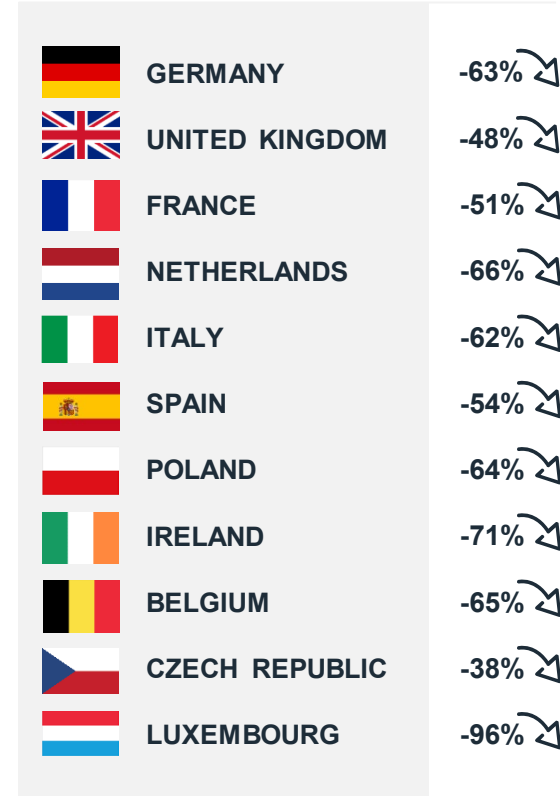 GERMANY -63%
UNITED KINGDOM -48%
FRANCE -51%
NETHERLANDS -66%
ITALY -62%
SPAIN -54%
POLAND -64%
IRELAND -71%
BELGIUM -65%
CZECH REPUBLIC -38%
LUXEMBOURG -96%